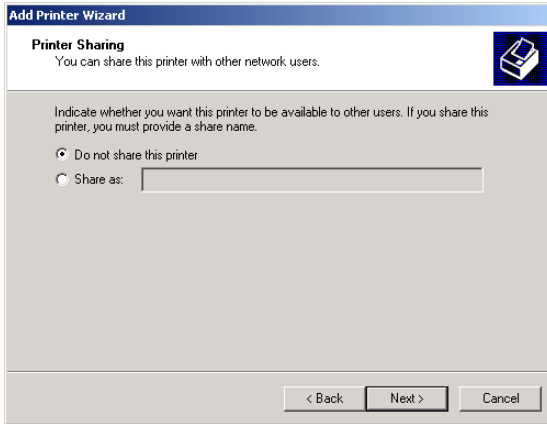 Add Printer Wizard
Printer Sharing
You can share this printer with other network users.
Indicate whether you want this printer to be available to other users. If you share this
printer, you must provide a share name.
Do not share this printer
Share as:
< Back
Next >
Cancel